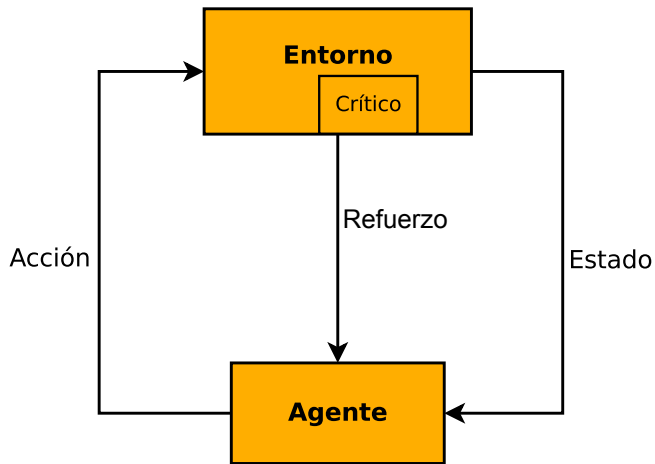 Entorno
Crítico
Refuerzo
Acción
Estado
Agente